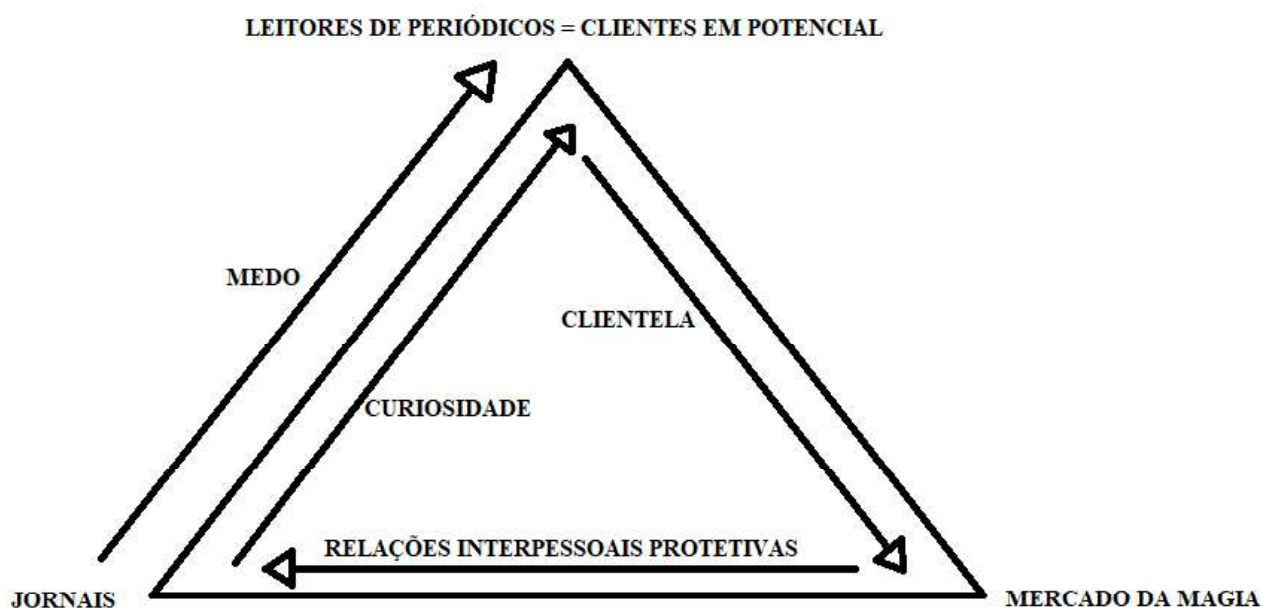 LEITORES DE PERIÓDICOS = CLIENTES EM POTENCIAL
MEDO
CLIENTELA
CURIOSIDADE
RELAÇÕES INTERPESSOAIS PROTETIVAS
JORNAIS
MERCADO DA MAGIA